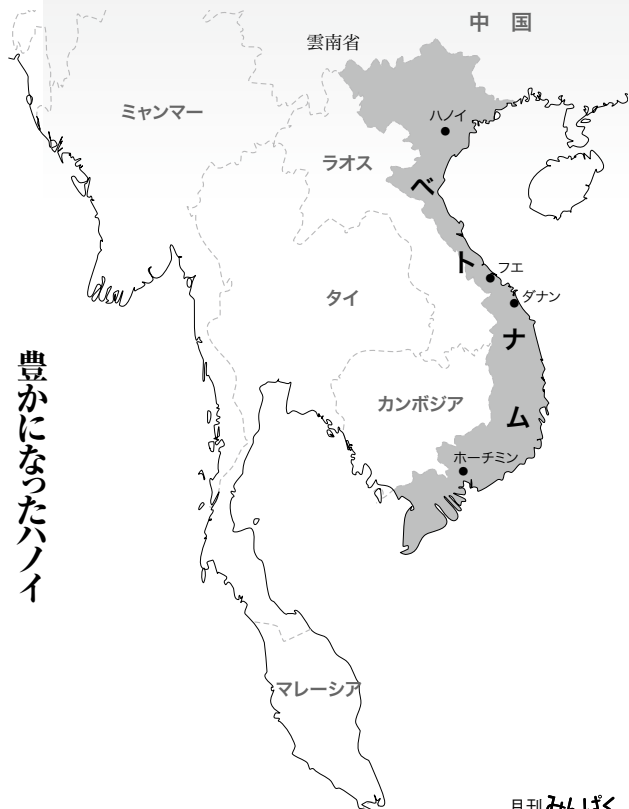 中国
雲南省
ミャンマー
ハノイ
ラオス
ベトナム
フエ
ダナン
タイ
カンボジア
ホーチミン
豊かになったハノイ
マレーシア
月刊みんぱく